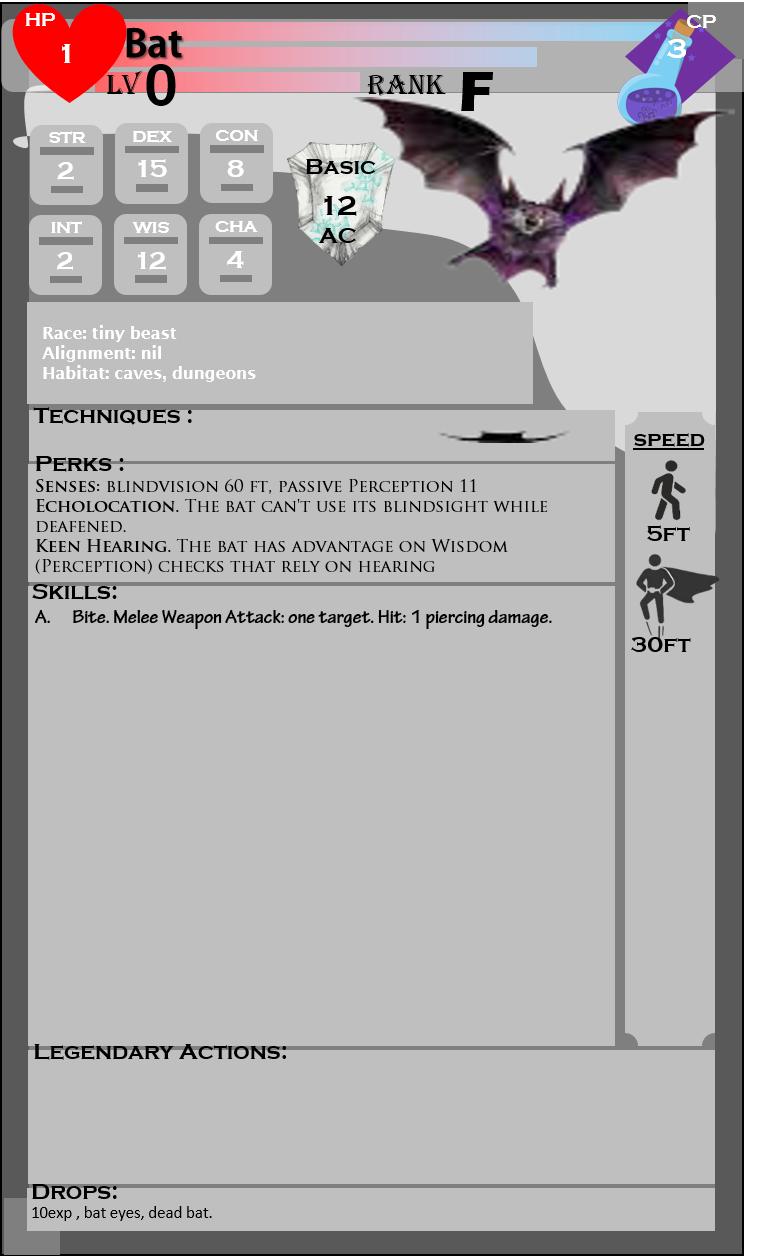 HP
1
Bat
CP
3
LV 0
RANK F
STR
2
DEX
15
CON
8
INT
2
WIS
12
CHA
4
Basic
12
AC
Race: tiny beast
Alignment: nil
Habitat: caves, dungeons
Techniques :
Perks :
Senses: blindvision 60 ft, passive Perception 11
Echolocation. The bat can't use its blindsight while
deafened.
Keen Hearing. The bat has advantage on Wisdom
(Perception) checks that rely on hearing
SPEED
5FT
30FT
Skills:
A. Bite. Melee Weapon Attack: one target. Hit: 1 piercing damage.
Legendary Actions:
Drops:
10exp , bat eyes, dead bat.